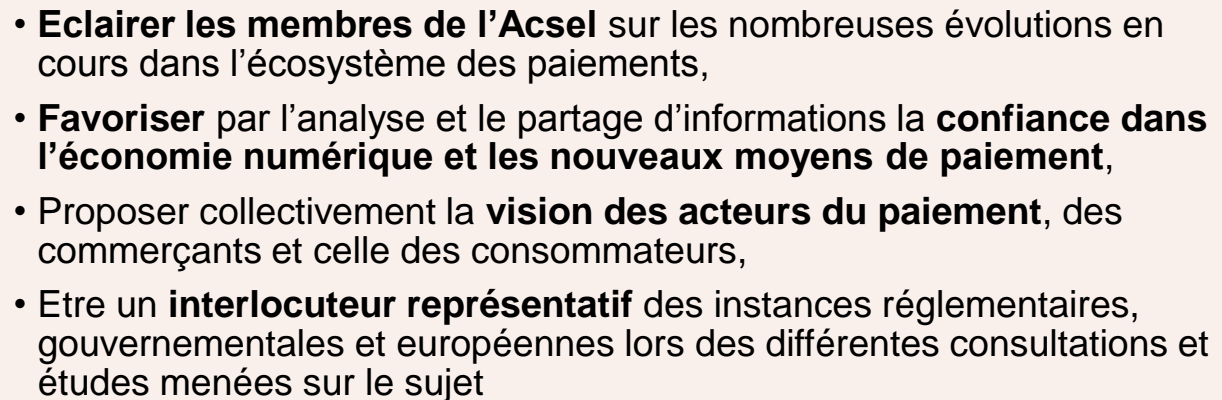 • Eclairer les membres de l’Acsel sur les nombreuses évolutions en
cours dans l’écosystème des paiements,
• Favoriser par l’analyse et le partage d’informations la confiance dans
l’économie numérique et les nouveaux moyens de paiement,
• Proposer collectivement la vision des acteurs du paiement, des
commerçants et celle des consommateurs,
• Etre un interlocuteur représentatif des instances réglementaires,
gouvernementales et européennes lors des différentes consultations et
études menées sur le sujet